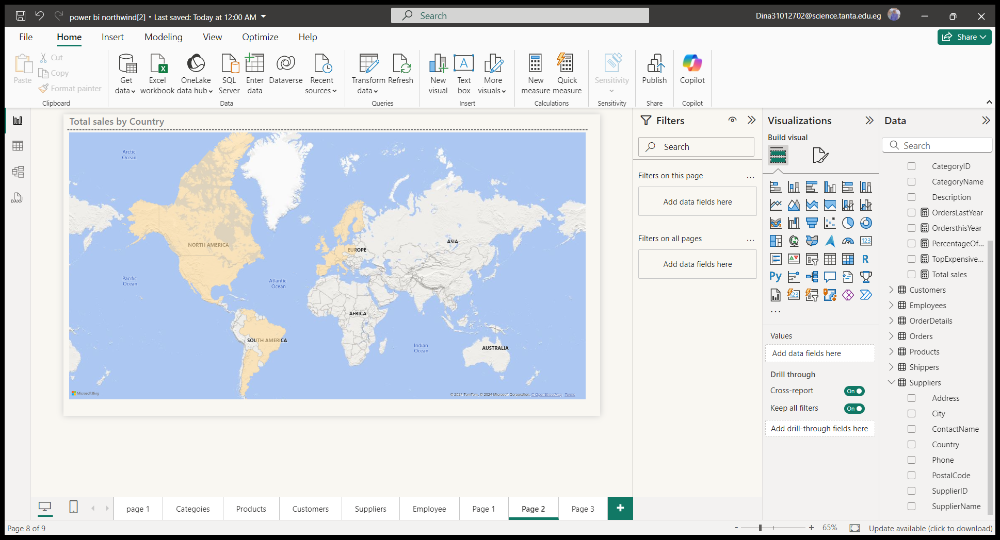 power bi northwind[2] • Last saved: Today at 12:00 AM
Search
Dina31012702@science.tanta.edu.eg
File
Home
Insert
Modeling
View
Optimize
Help
Share
Paste
Cut
Copy
Format painter
Clipboard
Get
data
Excel
workbook
OneLake
data hub
SQL
Server
Enter
data
Dataverse
Recent
sources
Data
Transform
data
Refresh
Queries
New
visual
Text
box
More
visuals
Insert
New
measure
Quick
measure
Calculations
Sensitivity
Sensitivity
Publish
Share
Copilot
Copilot
DAX
Total sales by Country
Arctic
Ocean
NORTH AMERICA
EUROPE
ASIA
Pacific
Ocean
Atlantic
Ocean
AFRICA
SOUTH AMERICA
Indian
Ocean
AUSTRALIA
Microsoft Bing
© 2024 TomTom, © 2024 Microsoft Corporation, © OpenStreetMap Terms
Filters
Search
Filters on this page
...
Add data fields here
Filters on all pages
...
Add data fields here
Visualizations
Build visual
123
R
Py
123
...
Values
Add data fields here
Drill through
Cross-report
On
Keep all filters
On
Add drill-through fields here
Data
Search
CategoryID
CategoryName
Description
OrdersLastYear
OrdersthisYear
PercentageOf...
TopExpensive...
Total sales
Customers
Employees
OrderDetails
Orders
Products
Shippers
Suppliers
Address
City
ContactName
Country
Phone
PostalCode
SupplierID
SupplierName
page 1
Categoies
Products
Customers
Suppliers
Employee
Page 1
Page 2
Page 3
+
Page 8 of 9
-
+
65%
Update available (click to download)